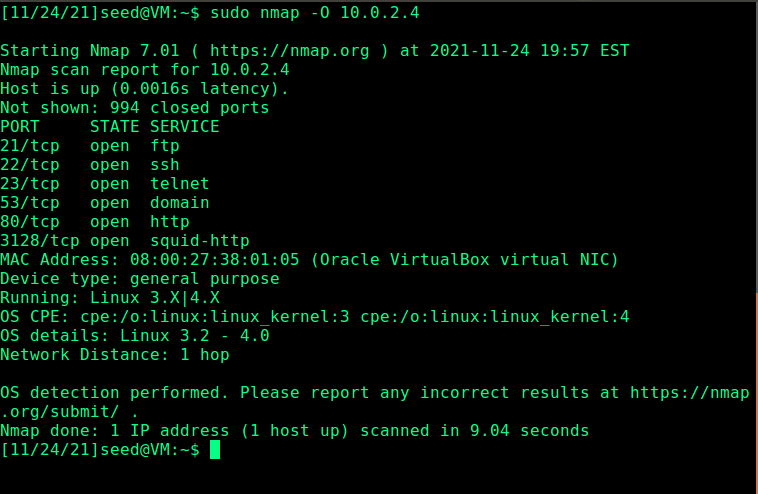 [11/24/21]seed@VM:~$ sudo nmap -O 10.0.2.4
Starting Nmap 7.01 ( https://nmap.org ) at 2021-11-24 19:57 EST
Nmap scan report for 10.0.2.4
Host is up (0.0016s latency).
Not shown: 994 closed ports
PORT     STATE SERVICE
21/tcp   open  ftp
22/tcp   open  ssh
23/tcp   open  telnet
53/tcp   open  domain
80/tcp   open  http
3128/tcp open  squid-http
MAC Address: 08:00:27:38:01:05 (Oracle VirtualBox virtual NIC)
Device type: general purpose
Running: Linux 3.X|4.X
OS CPE: cpe:/o:linux:linux_kernel:3 cpe:/o:linux:linux_kernel:4
OS details: Linux 3.2 - 4.0
Network Distance: 1 hop
OS detection performed. Please report any incorrect results at https://nmap
.org/submit/ .
Nmap done: 1 IP address (1 host up) scanned in 9.04 seconds
[11/24/21]seed@VM:~$